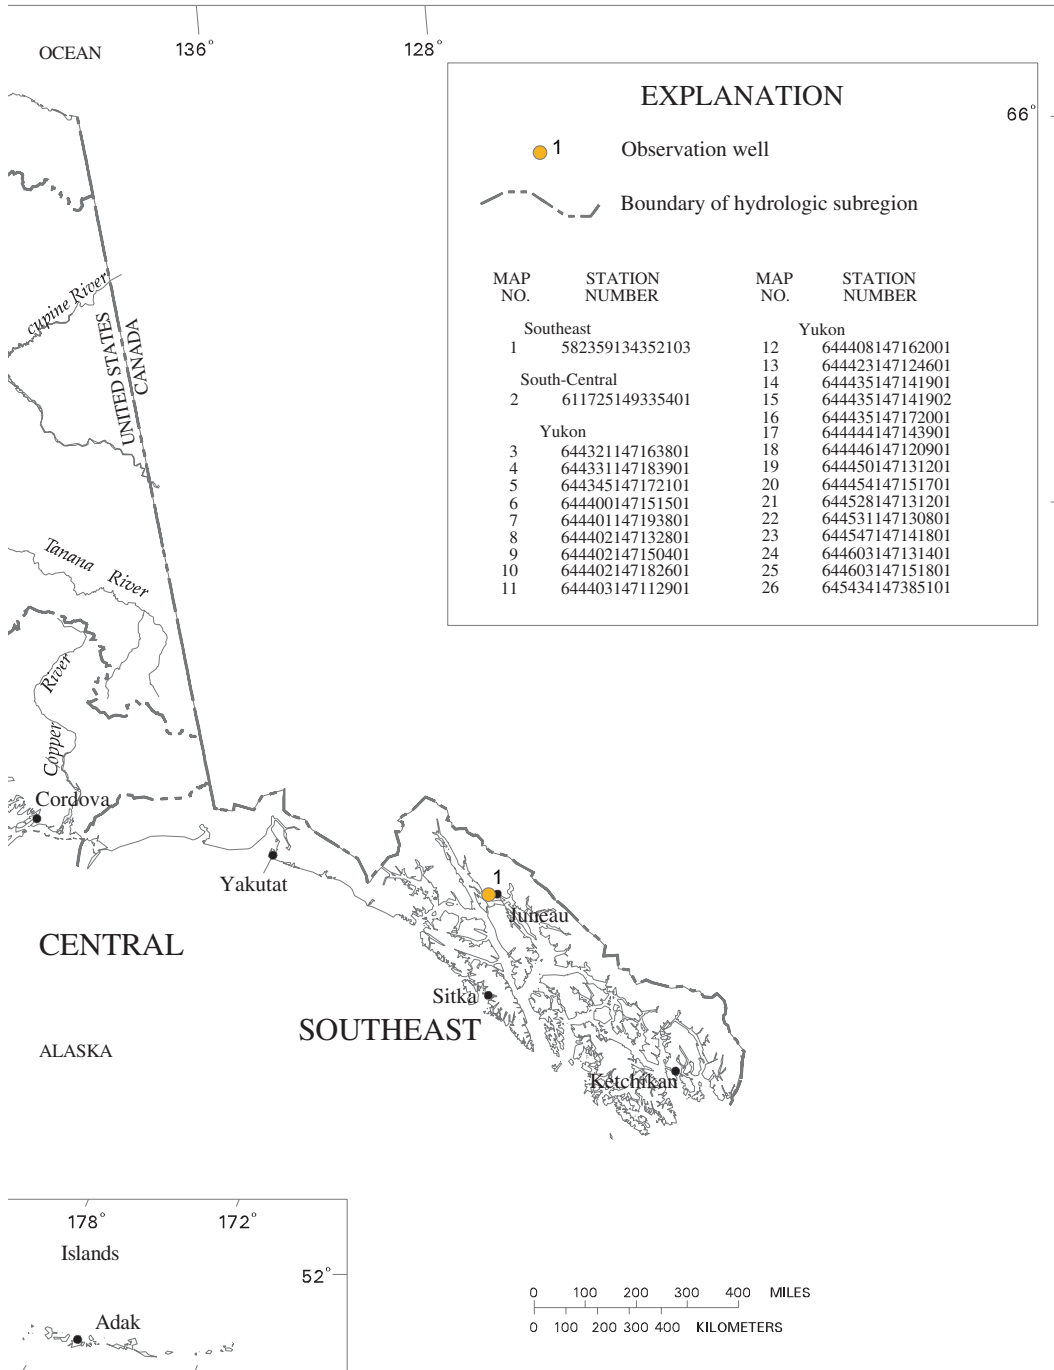 136°
128°
OCEAN
66°
EXPLANATION
1
Observation well
Boundary of hydrologic subregion
MAP NO.
STATION NUMBER
MAP NO.
STATION NUMBER
Southeast
1 582359134352103
South-Central
2 611725149335401
Yukon
3 644321147163801
4 644331147183901
5 644345147172101
6 644400147151501
7 644401147193801
8 644402147132801
9 644402147150401
10 644402147182601
11 644403147112901
Yukon
12 644408147162001
13 644423147124601
14 644435147141901
15 644435147141902
16 644435147172001
17 644444147143901
18 644446147120901
19 644450147131201
20 644454147151701
21 644528147131201
22 644531147130801
23 644547147141801
24 644603147131401
25 644603147151801
26 645434147385101
cupine River
UNITED STATES
CANADA
Tanana River
Copper River
Cordova
Yakutat
1
Juneau
CENTRAL
Sitka
SOUTHEAST
ALASKA
Ketchikan
178°
172°
Islands
52°
Adak
0 100 200 300 400 MILES
0 100 200 300 400 KILOMETERS